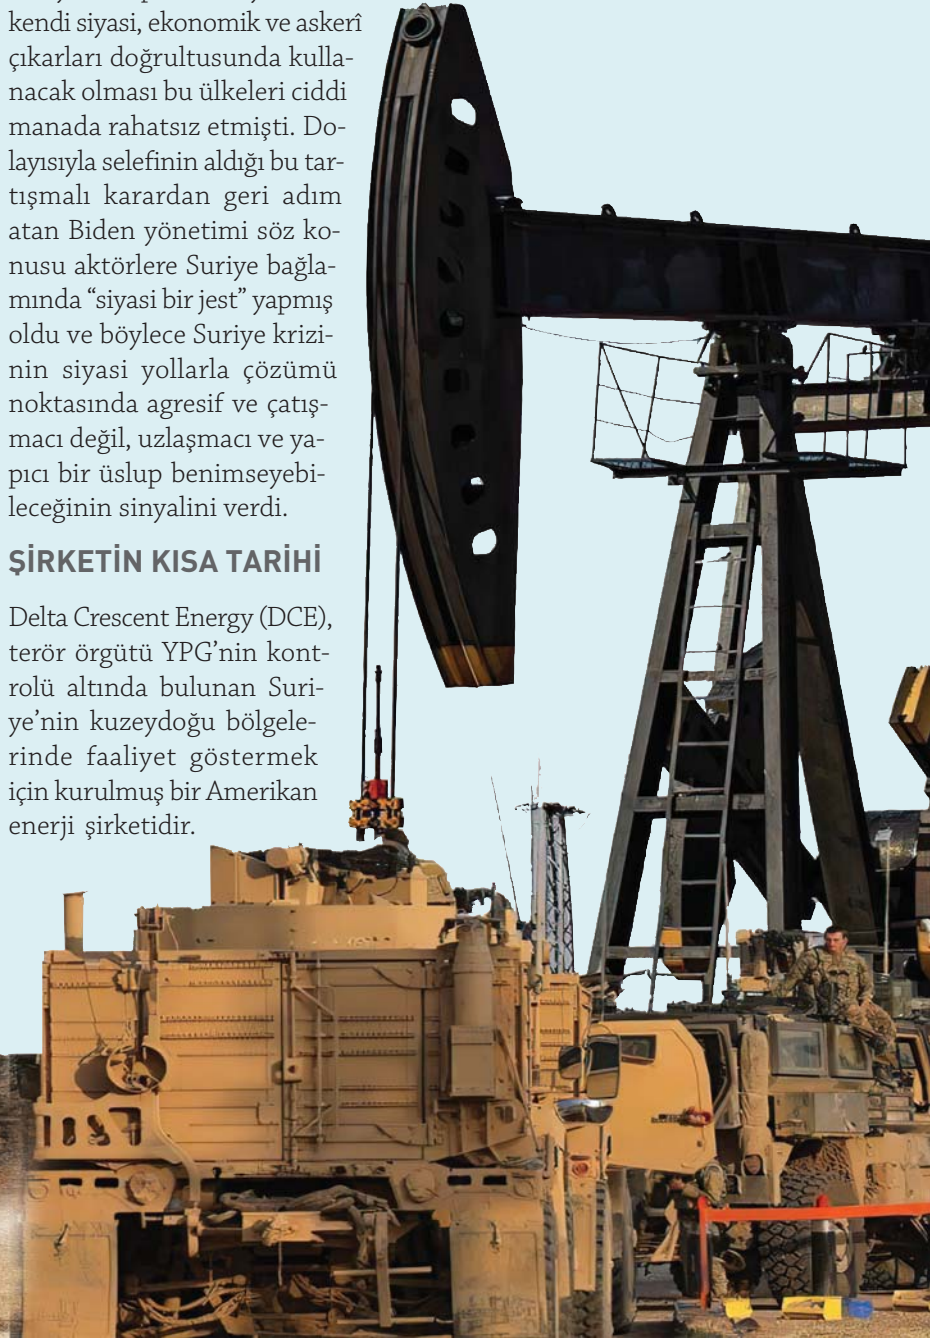 kendi siyasi, ekonomik ve askerî
çıkarları doğrultusunda kulla-
nacak olması bu ülkeleri ciddi
manada rahatsız etmişti. Do-
layısıyla selefinin aldığı bu tar-
tışmalı karardan geri adım
atan Biden yönetimi söz ko-
nusu aktörlere Suriye bağla-
mında “siyasi bir jest” yapmış
oldu ve böylece Suriye krizi-
nin siyasi yollarla çözümü
noktasında agresif ve çatış-
macı değil, uzlaşmacı ve ya-
pıcı bir üslup benimseyebi-
leceğinin sinyalini verdi.
ŞİRKETİN KISA TARİHİ
Delta Crescent Energy (DCE),
terör örgütü YPG’nin kont-
rolü altında bulunan Suri-
ye’nin kuzeydoğu bölgele-
rinde faaliyet göstermek
için kurulmuş bir Amerikan
enerji şirketidir.